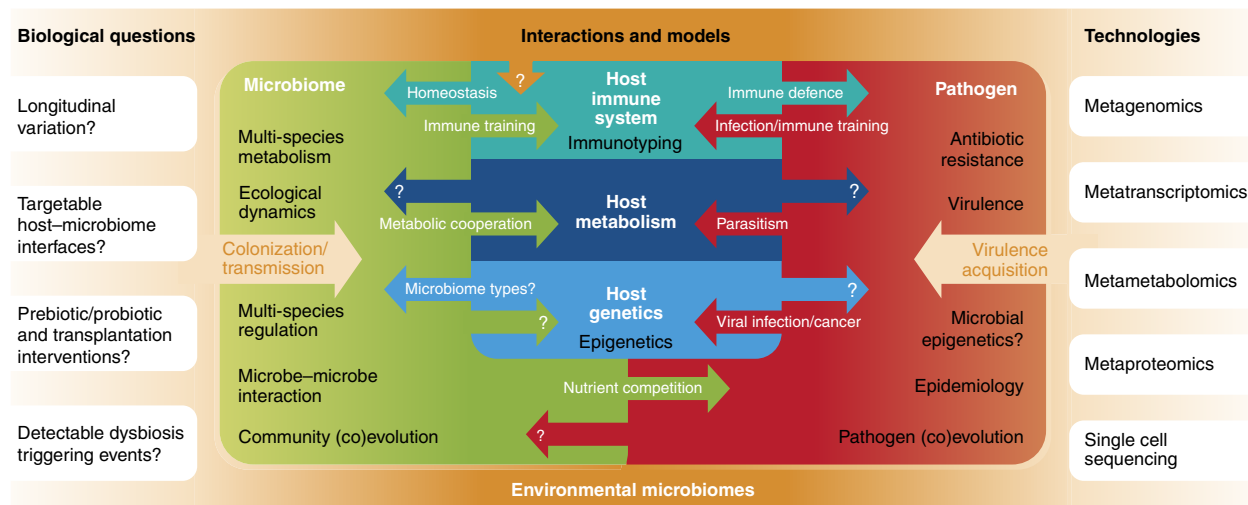 Biological questions
Interactions and models
Technologies
Longitudinal
variation?
Targetable
host–microbiome
interfaces?
Prebiotic/probiotic
and transplantation
interventions?
Detectable dysbiosis
triggering events?
Microbiome
Multi-species
metabolism
Ecological
dynamics
Colonization/
transmission
Multi-species
regulation
Microbe–microbe
interaction
Community (co)evolution
?
Homeostasis
Immune training
Host
immune
system
Immunotyping
Immune defence
Infection/immune training
?
Metabolic cooperation
Host
metabolism
?
Parasitism
Microbiome types?
?
Host
genetics
Epigenetics
?
Viral infection/cancer
Nutrient competition
?
Pathogen
Antibiotic
resistance
Virulence
Virulence
acquisition
Microbial
epigenetics?
Epidemiology
Pathogen (co)evolution
Metagenomics
Metatranscriptomics
Metametabolomics
Metaproteomics
Single cell
sequencing
Environmental microbiomes